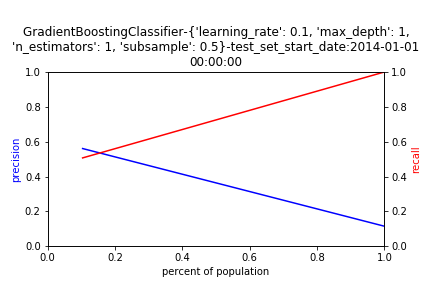 GradientBoostingClassifier-{'learning_rate': 0.1, 'max_depth': 1,
'n_estimators': 1, 'subsample': 0.5}-test_set_start_date:2014-01-01
00:00:00
1.0
0.8
0.6
0.4
0.2
0.0
precision
1.0
0.8
0.6
0.4
0.2
0.0
recall
0.0 0.2 0.4 0.6 0.8 1.0
percent of population